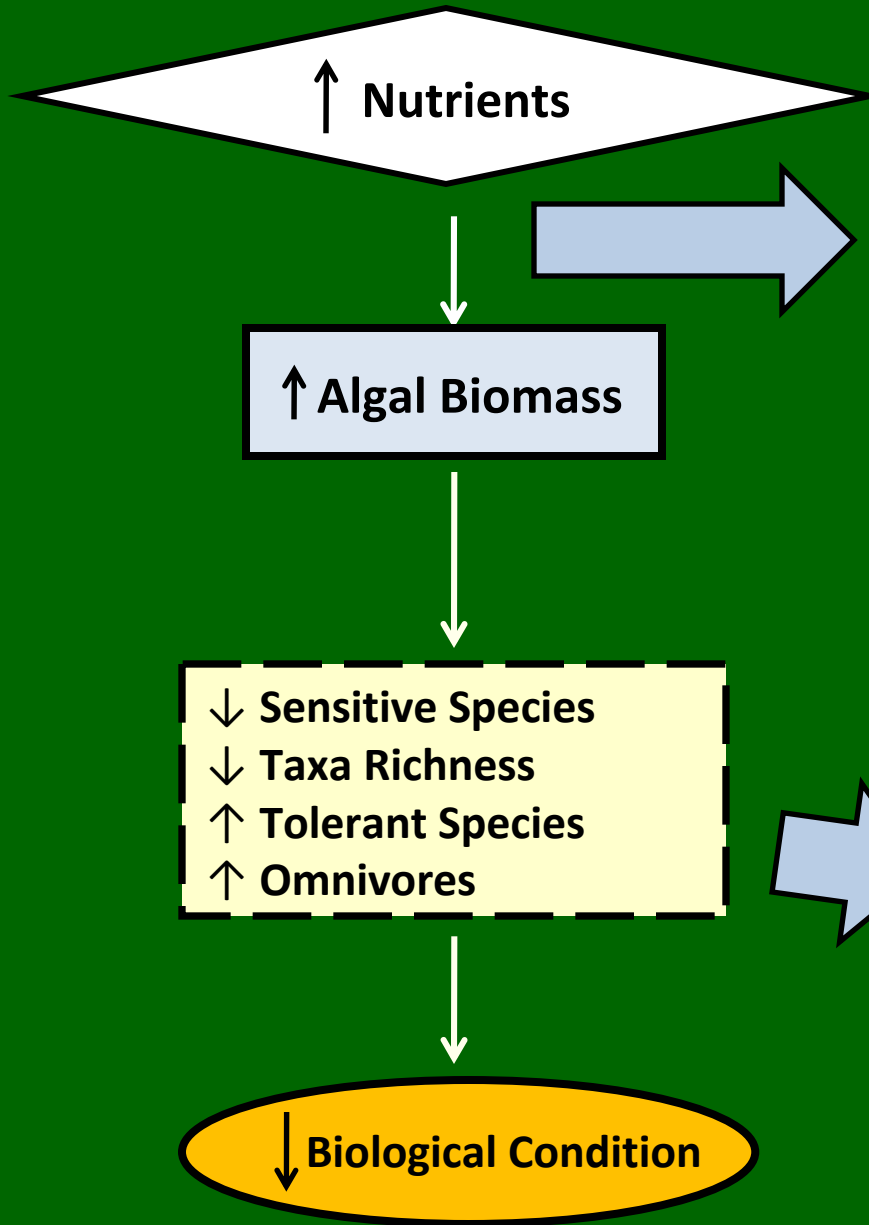 ↑ Nutrients
↑ Algal Biomass
↓ Sensitive Species
↓ Taxa Richness
↑ Tolerant Species
↑ Omnivores
↓ Biological Condition